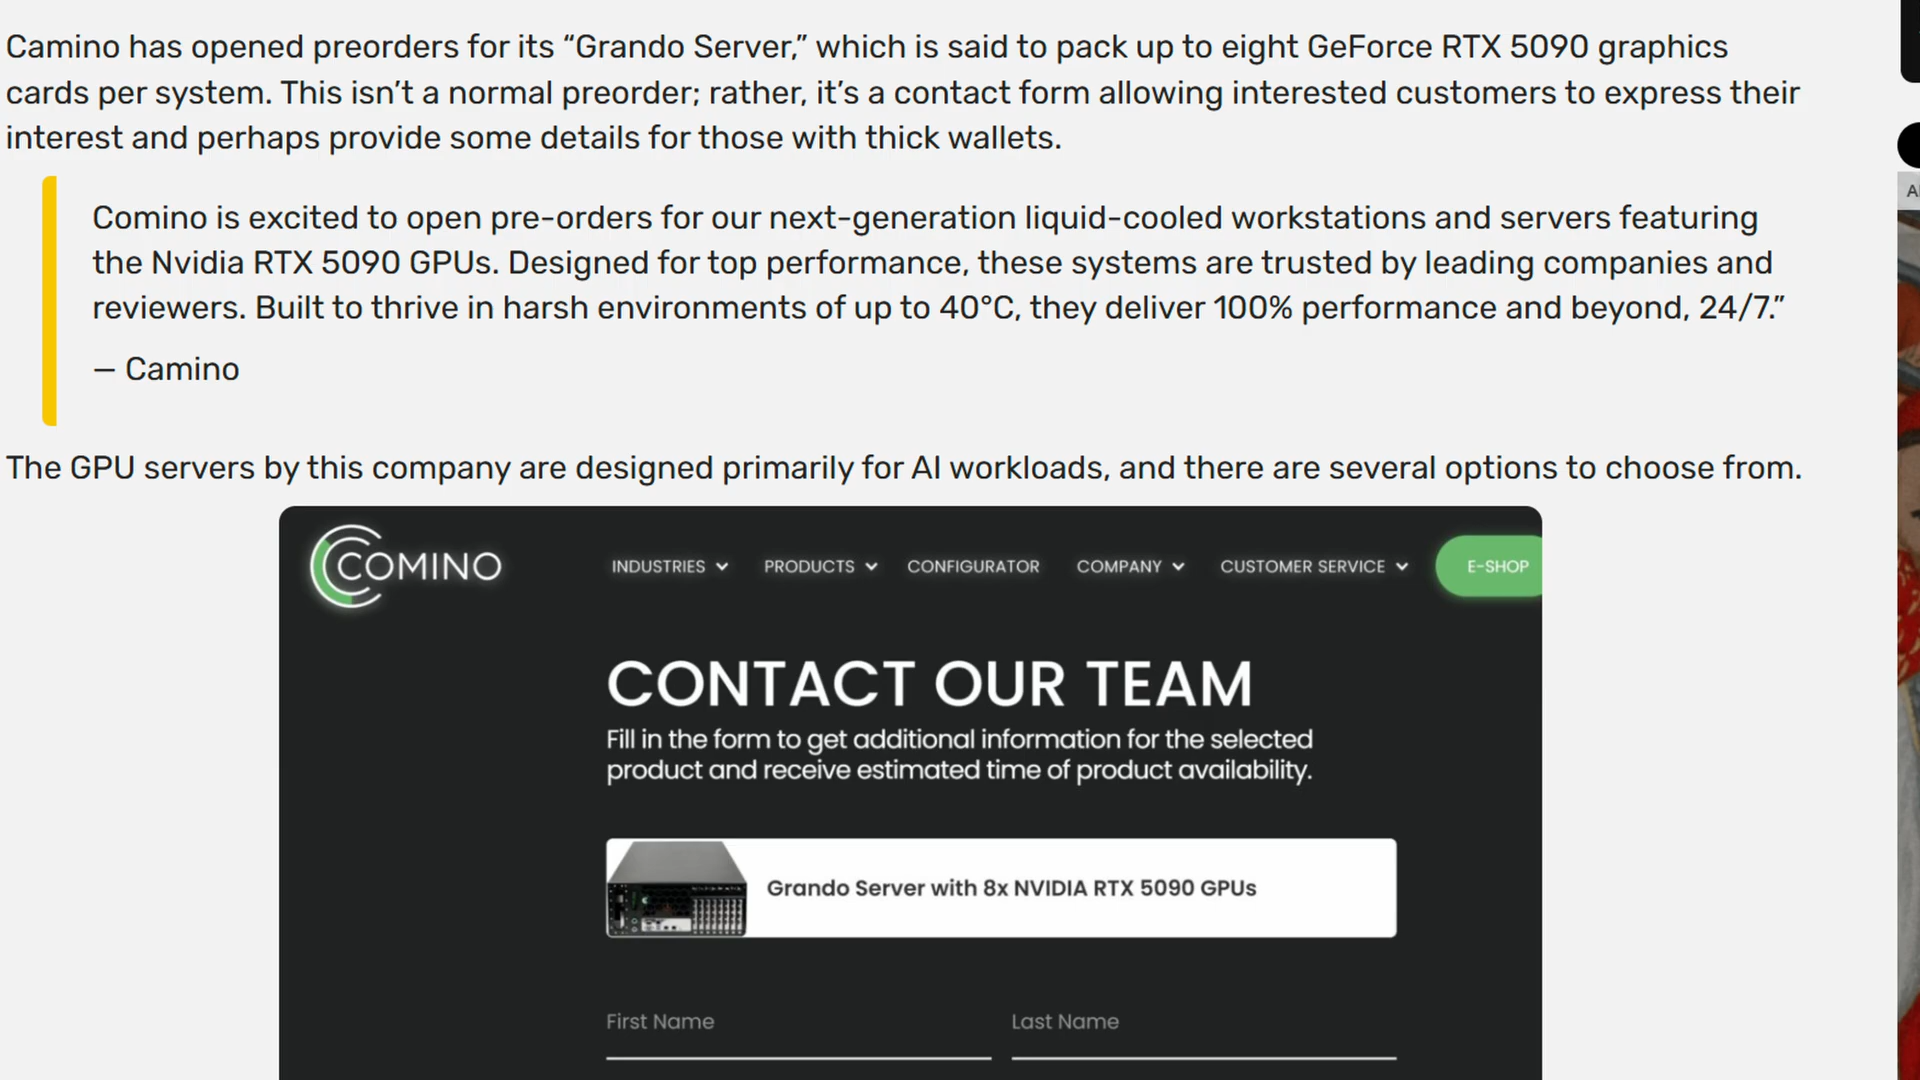 Camino has opened preorders for its “Grando Server,” which is said to pack up to eight GeForce RTX 5090 graphics
cards per system. This isn’t a normal preorder; rather, it’s a contact form allowing interested customers to express their
interest and perhaps provide some details for those with thick wallets.
Comino is excited to open pre-orders for our next-generation liquid-cooled workstations and servers featuring
the Nvidia RTX 5090 GPUs. Designed for top performance, these systems are trusted by leading companies and
reviewers. Built to thrive in harsh environments of up to 40°C, they deliver 100% performance and beyond, 24/7.”
— Camino
The GPU servers by this company are designed primarily for AI workloads, and there are several options to choose from.
COMINO INDUSTRIES PRODUCTS CONFIGURATOR COMPANY CUSTOMER SERVICE E-SHOP
CONTACT OUR TEAM
Fill in the form to get additional information for the selected
product and receive estimated time of product availability.
Grando Server with 8x NVIDIA RTX 5090 GPUs
First Name Last Name